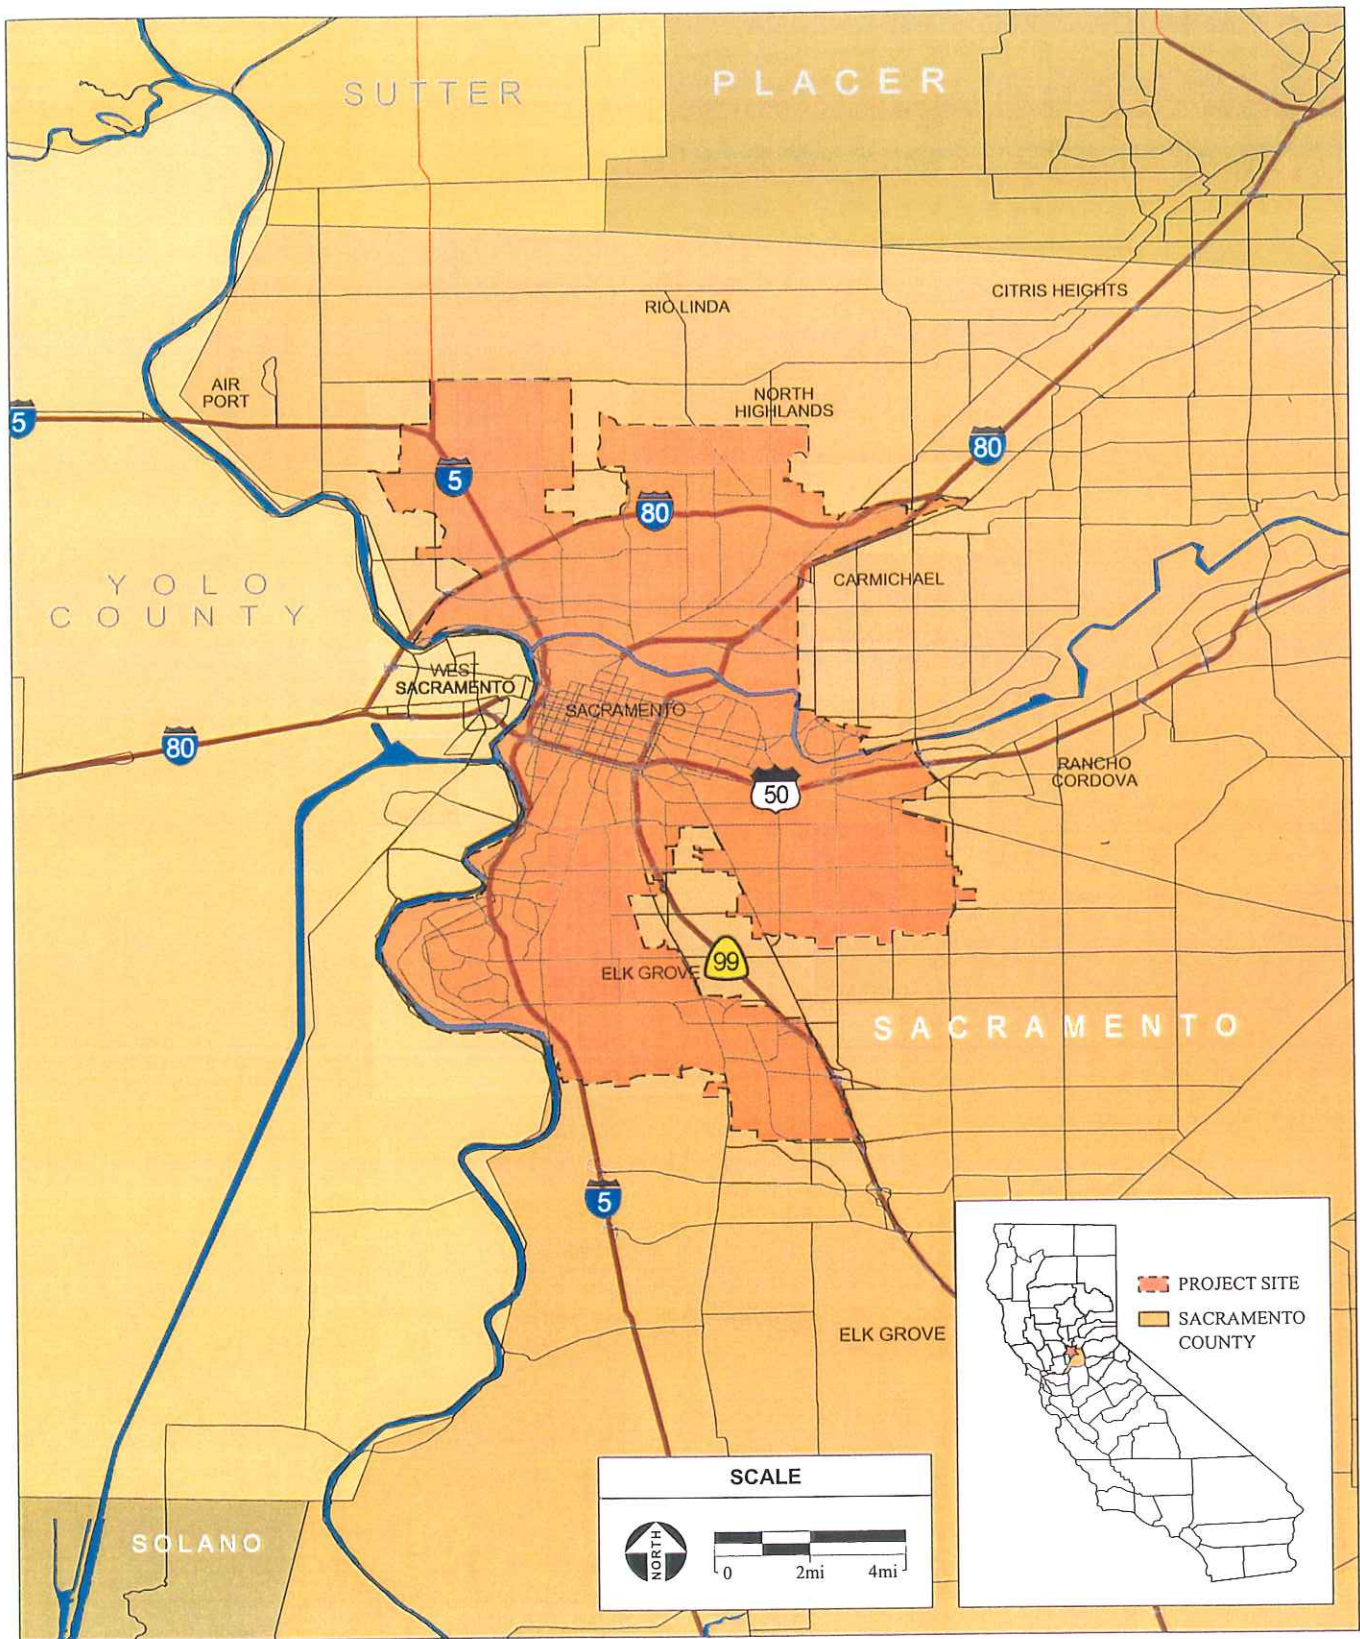 SUTTER
PLACER
RIO LINDA
CITRIS HEIGHTS
AIR
PORT
NORTH
HIGHLANDS
5
80
5
80
YOLO
COUNTY
CARMICHAEL
WEST
SACRAMENTO
SACRAMENTO
80
RANCHO
CORDOVA
50
99
ELK GROVE
SACRAMENTO
5
PROJECT SITE
SACRAMENTO
COUNTY
ELK GROVE
SCALE
NORTH
0 2mi 4mi
SOLANO